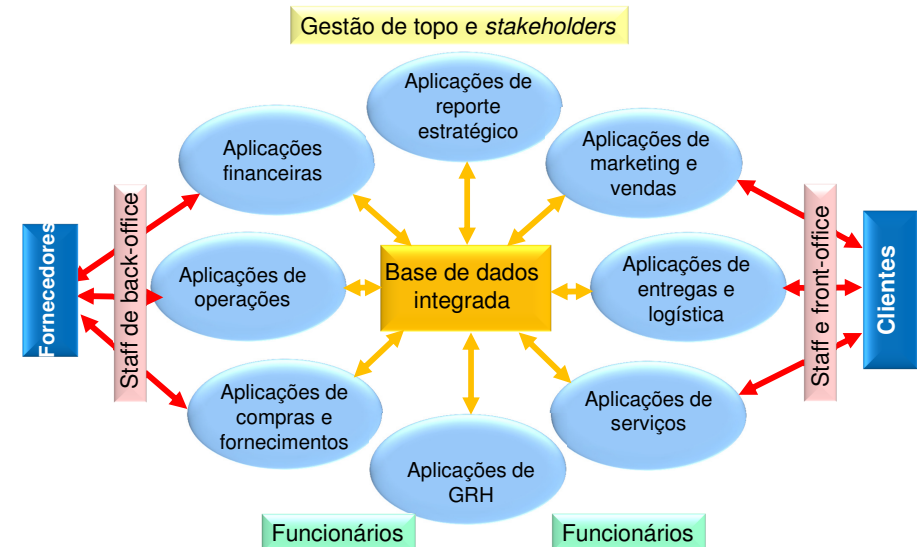 Gestão de topo e stakeholders
Aplicações de
reporte
estratégico
Aplicações
financeiras
Aplicações de
marketing e
vendas
Fornecedores
Staff de back-office
Aplicações de
operações
Base de dados
integrada
Aplicações de
entregas e
logística
Staff e front-office
Clientes
Aplicações de
compras e
fornecimentos
Aplicações de
serviços
Aplicações de
GRH
Funcionários
Funcionários